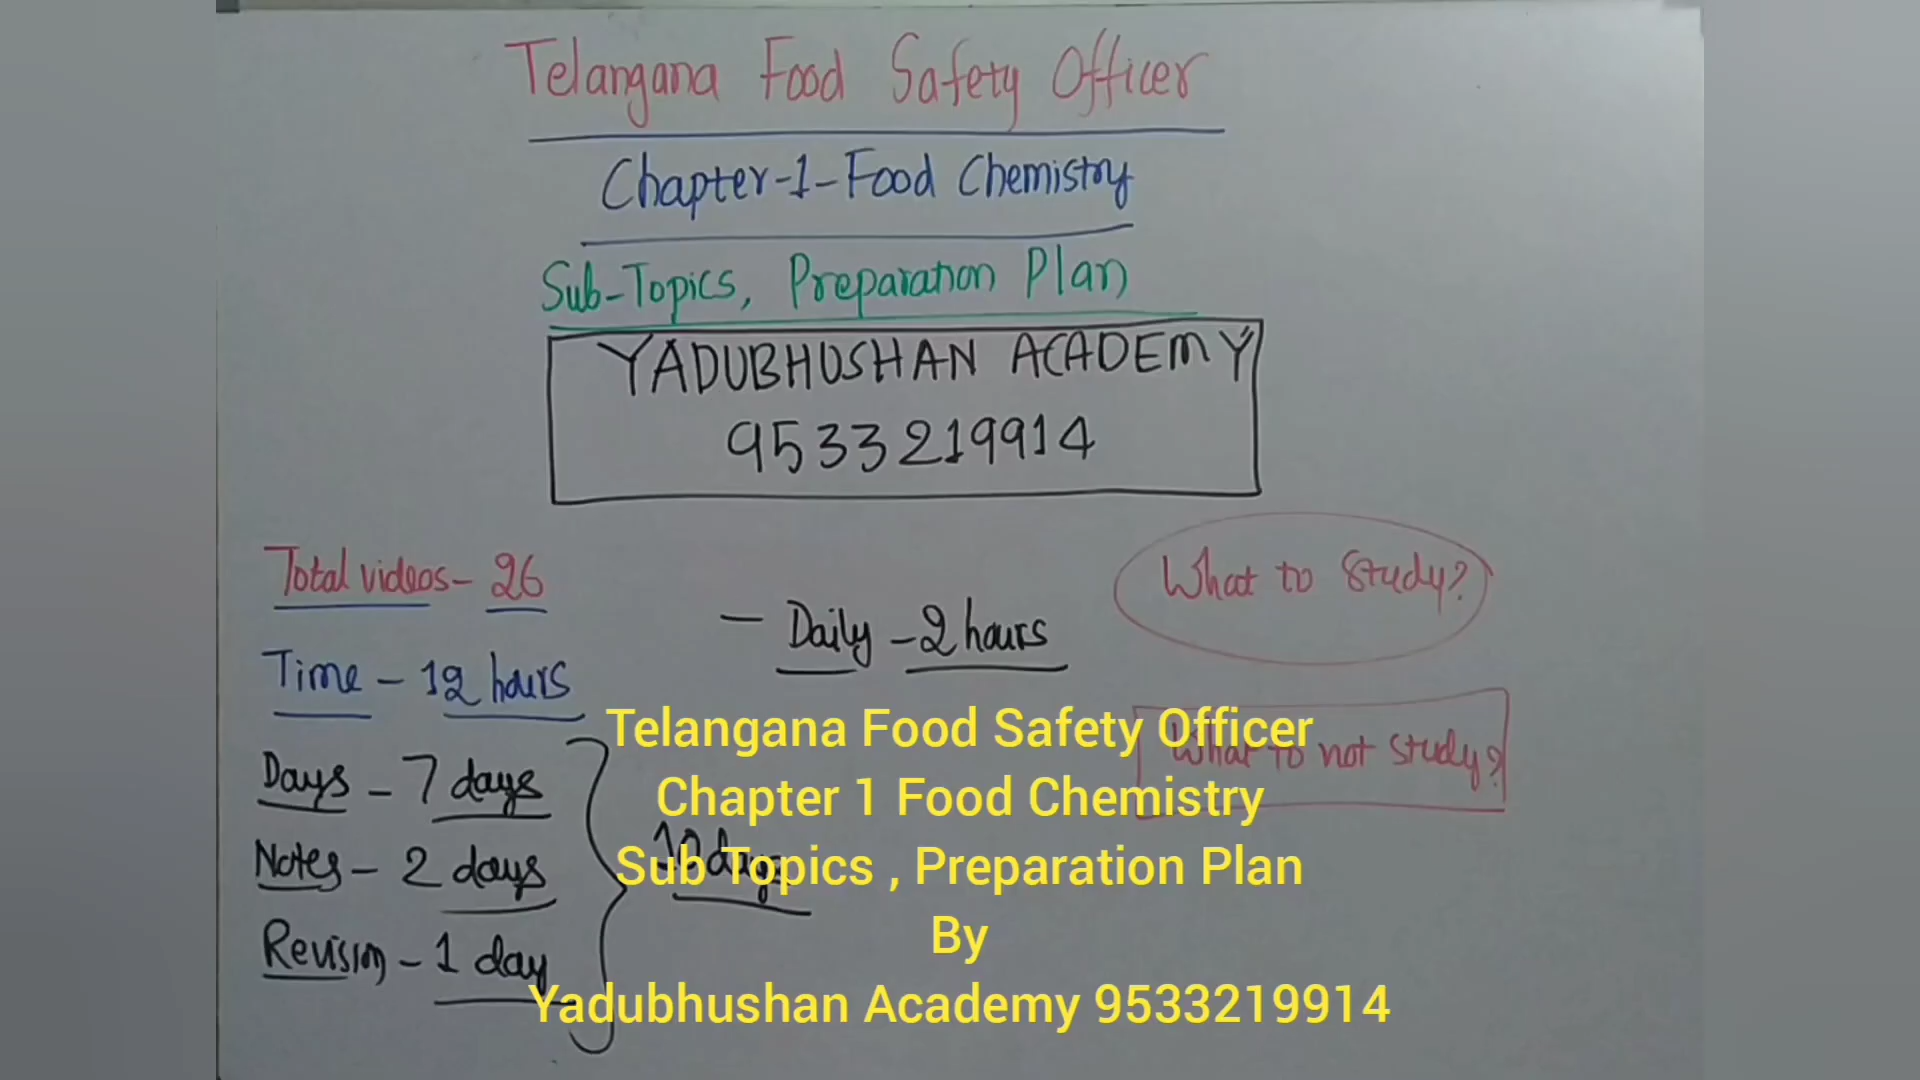 Telangana Food Safety Officer
Chapter-1-Food Chemistry
Sub-Topics, Preparation Plan
YADUBHUSHAN ACADEMY
9533219914
Total videos - 26
Time - 12 hours
Days - 7 days
Notes - 2 days
Revision - 1 day
10 days
- Daily - 2 hours
What to Study?
What to not study?
Telangana Food Safety Officer
Chapter 1 Food Chemistry
Sub Topics , Preparation Plan
By
Yadubhushan Academy 9533219914